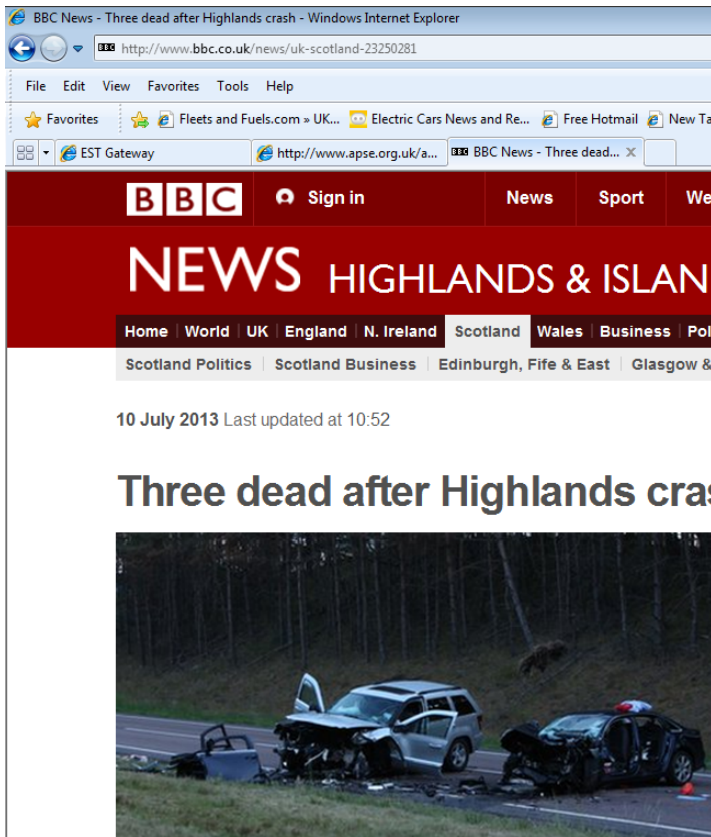 BBC News - Three dead after Highlands crash - Windows Internet Explorer
BBC http://www.bbc.co.uk/news/uk-scotland-23250281
File Edit View Favorites Tools Help
Favorites Fleets and Fuels.com » UK... Electric Cars News and Re... Free Hotmail New Ta
EST Gateway http://www.apse.org.uk/a... BBC BBC News - Three dead... X
BBC Sign in News Sport We
NEWS HIGHLANDS & ISLAN
Home World UK England N. Ireland Scotland Wales Business Pol
Scotland Politics Scotland Business Edinburgh, Fife & East Glasgow &
10 July 2013 Last updated at 10:52
Three dead after Highlands cras